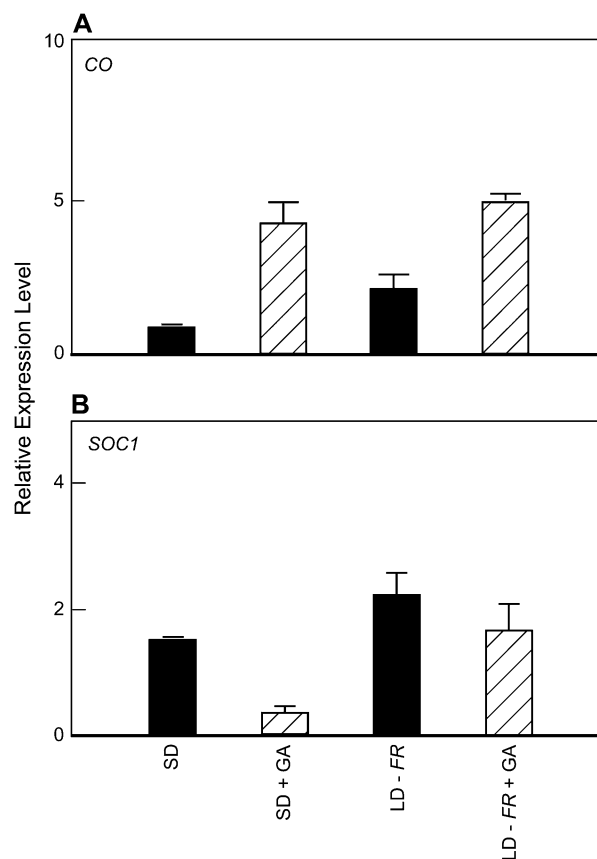 A
10
CO
5
0
Relative Expression Level
B
SOC1
4
2
0
SD
SD + GA
LD - FR
LD - FR + GA